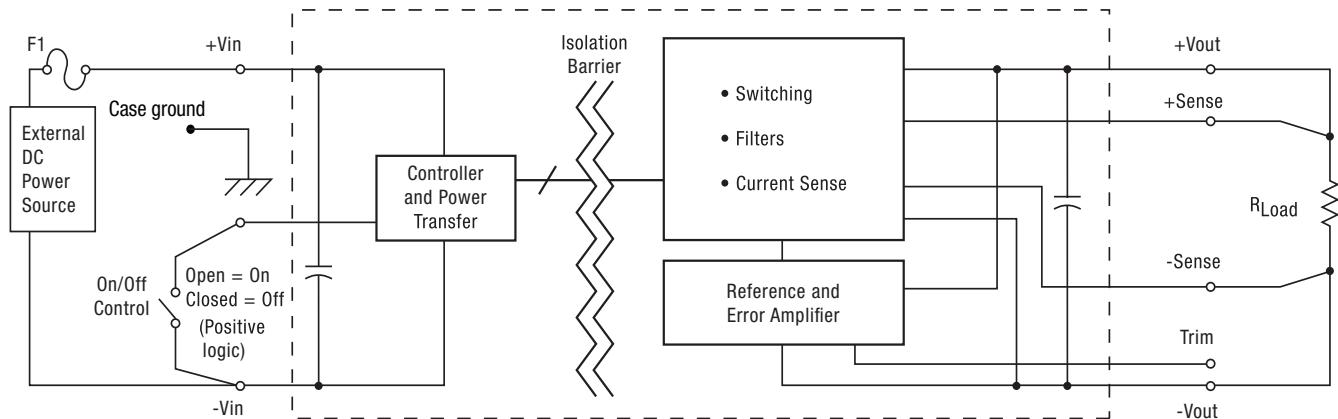 F1
+Vin
Isolation
Barrier
+Vout
+Sense
• Switching
• Filters
• Current Sense
Case ground
External
DC
Power
Source
Controller
and Power
Transfer
RLoad
On/Off
Control
Open = On
Closed = Off
(Positive
logic)
-Sense
Reference and
Error Amplifier
Trim
-Vin
-Vout